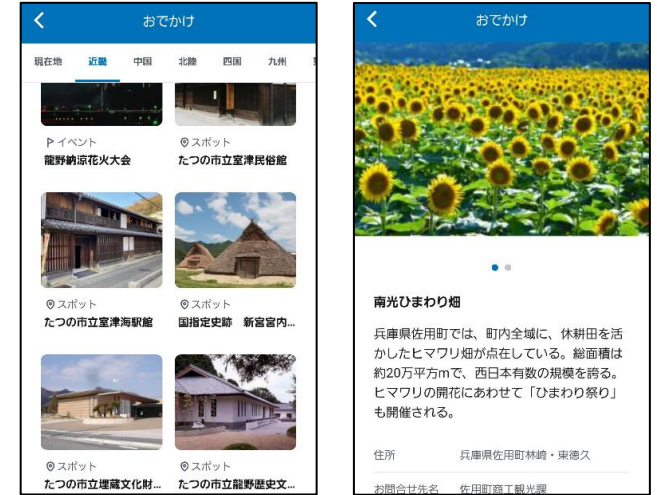 おでかけ
現在地 近畿 中国 北陸 四国 九州
イベント
龍野納涼花火大会
スポット
たつの市立室津民俗館
スポット
たつの市立室津海駅館
スポット
国指定史跡 新宮宮内...
スポット
たつの市立埋蔵文化財...
スポット
たつの市立龍野歴史文...
おでかけ
南光ひまわり畑
兵庫県佐用町では、町内全域に、休耕田を活
かしたヒマワリ畑が点在している。総面積は
約20万平方mで、西日本有数の規模を誇る。
ヒマワリの開花にあわせて「ひまわり祭り」
も開催される。
住所 兵庫県佐用町林崎・東徳久
お問合せ先名 佐用町商工観光課